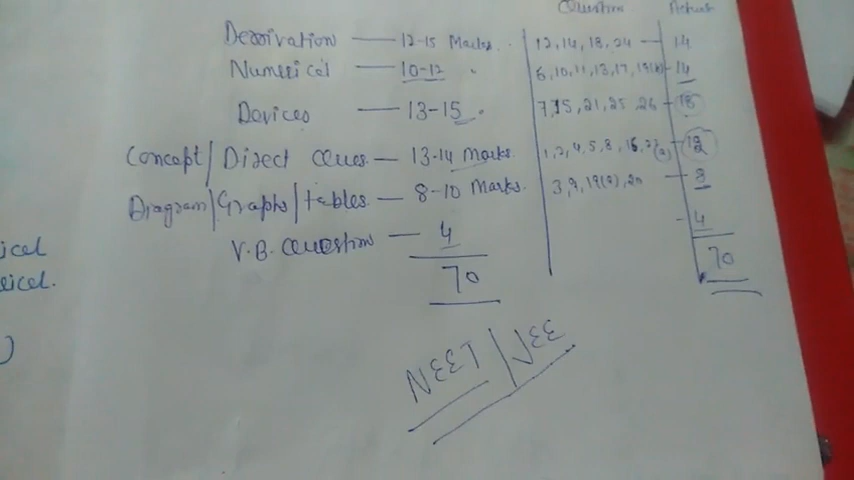 Question Actual
Derivation — 12-15 Marks. 12, 14, 18, 24 — 14
Numerical — 10-12 6, 10, 11, 13, 17, 14
Devices — 13-15. 7, 15, 21, 25, 26 - 18
Concept/Direct Ques — 13-14 Marks. 1, 2, 4, 5, 8, 16, (a) - 12
Diagram/Graphs/tables — 8-10 Marks. 3, 9, 19(a), 20 - 8
V.B. Question — 4 - 4
70 70
ical
)
NEET/JEE